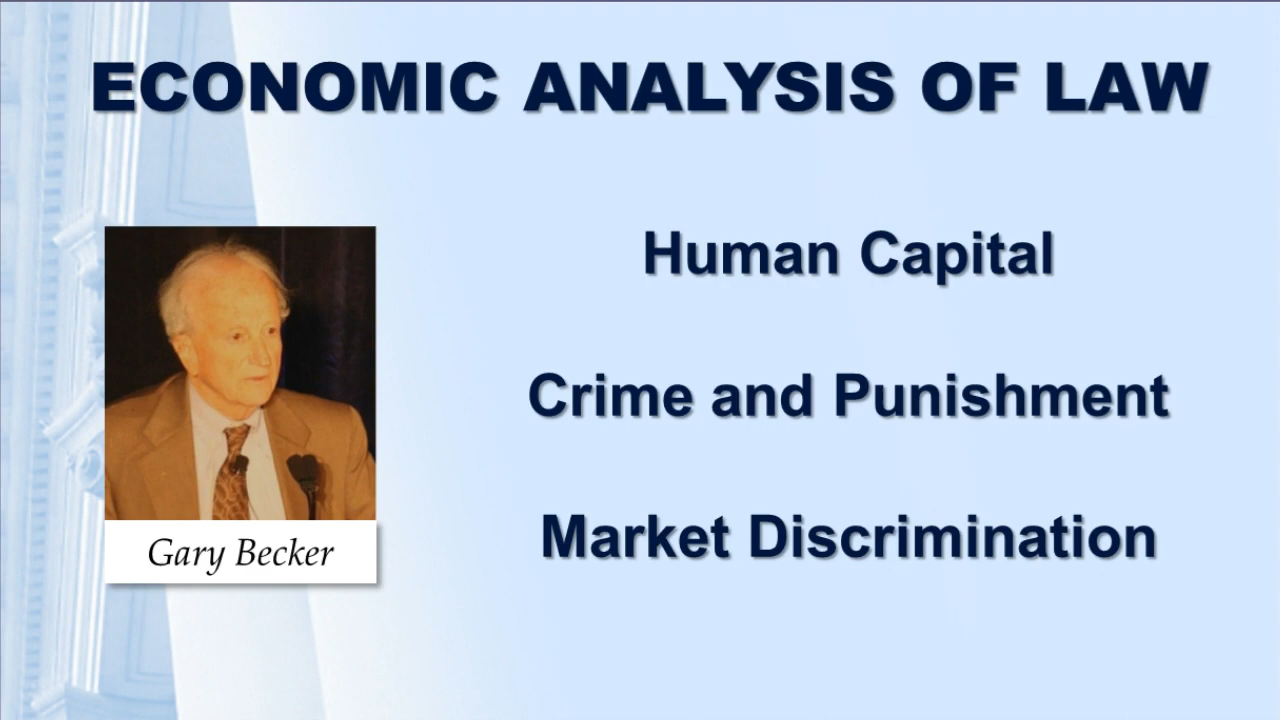 ECONOMIC ANALYSIS OF LAW
Human Capital
Crime and Punishment
Market Discrimination
Gary Becker